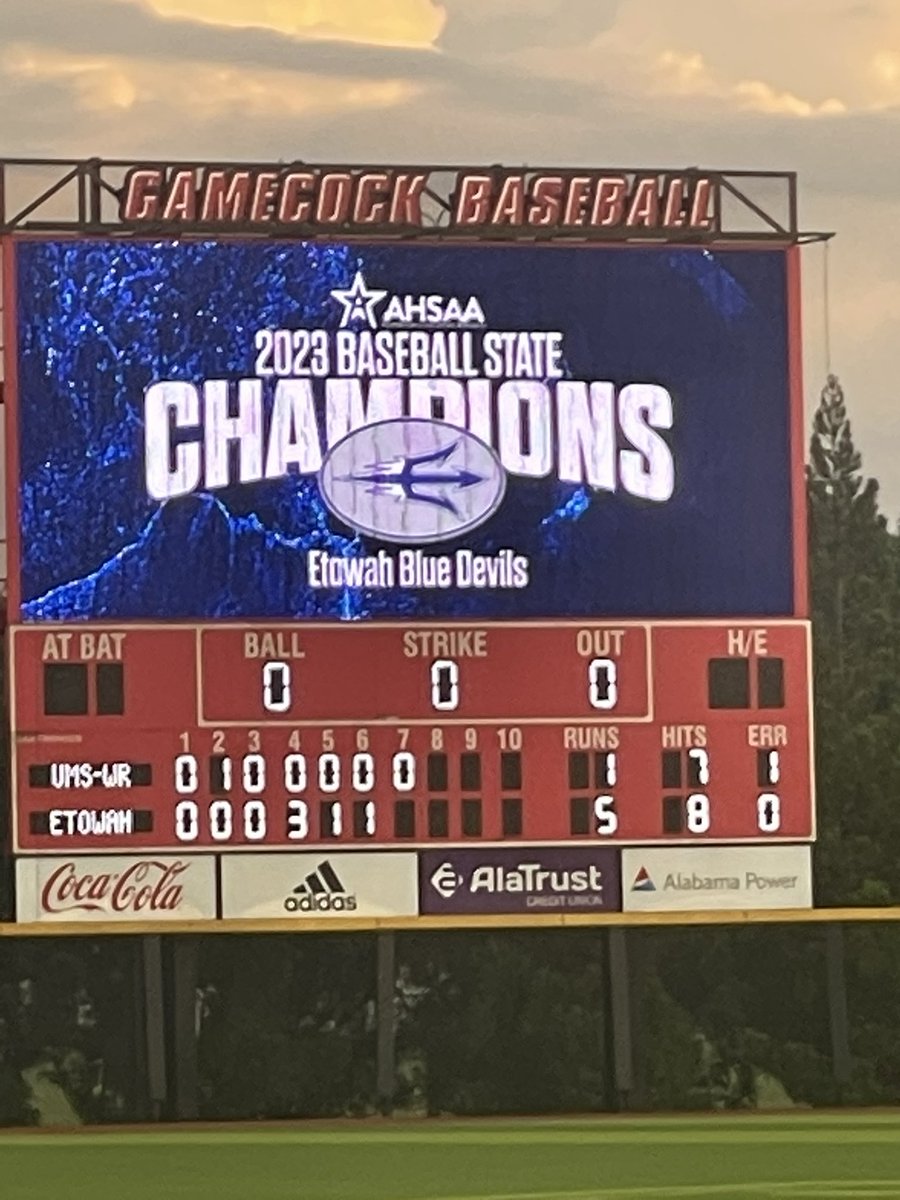 GAMECOCK BASEBALL
AHSAA
2023 BASEBALL STATE
CHAMPIONS
Etowah Blue Devils
AT BAT BALL STRIKE OUT H/E
0 0 0
1 2 3 4 5 6 7 8 9 10 RUNS HITS ERR
UMS-WR 0 1 0 0 0 0 0 1 7 1
ETOWAH 0 0 0 3 1 1 5 8 0
Coca-Cola adidas AlaTrust CREDIT UNION Alabama Power